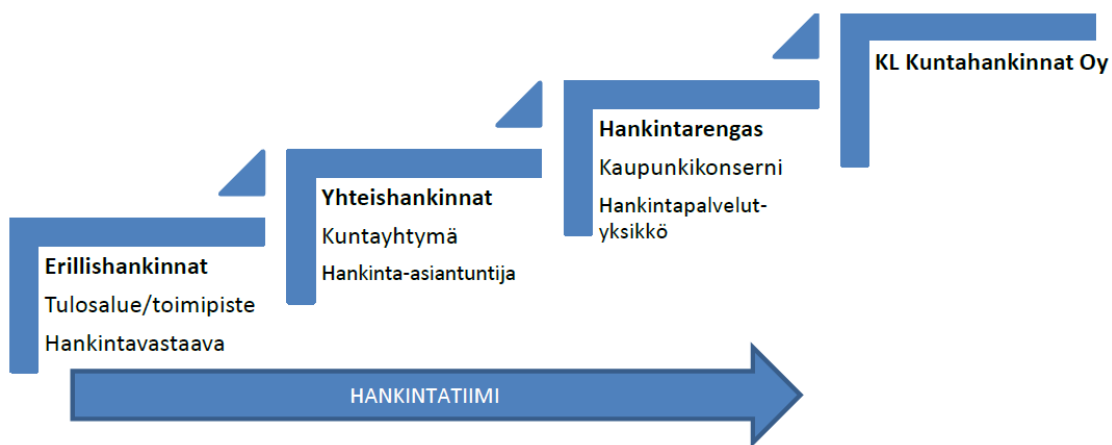 Erillishankinnat
Tulosalue/toimipiste
Hankintavastaava
Yhteishankinnat
Kuntayhtymä
Hankinta-asiantuntija
Hankintarengas
Kaupunkikonserni
Hankintapalvelut-
yksikkö
KL Kuntahankinnat Oy
HANKINTATIIMI